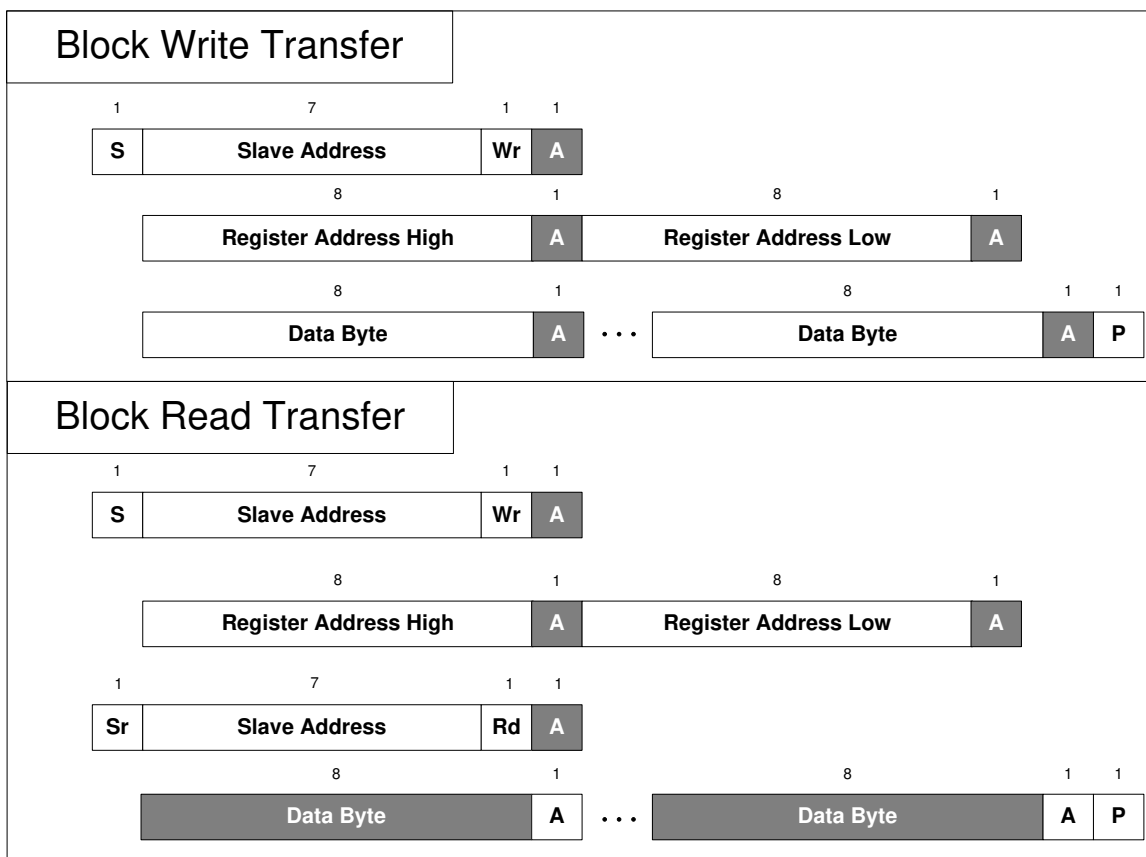 Block Write Transfer
1 7 1 1
S Slave Address Wr A
8 1 8 1
Register Address High A Register Address Low A
8 1 8 1 1
Data Byte A ... Data Byte A P
Block Read Transfer
1 7 1 1
S Slave Address Wr A
8 1 8 1
Register Address High A Register Address Low A
1 7 1 1
Sr Slave Address Rd A
8 1 8 1 1
Data Byte A ... Data Byte A P